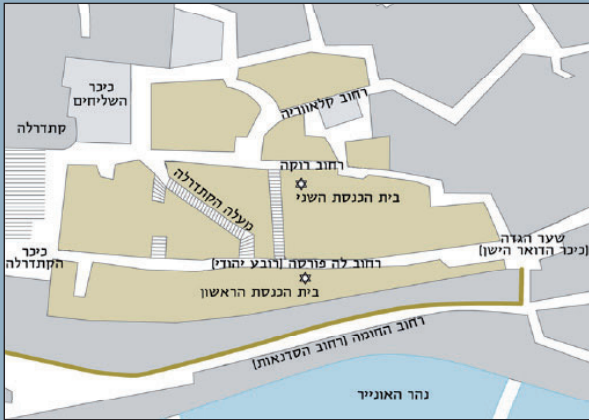 כיכר
השליחים
קתדרלה
רחוב קלאווריה
רחוב רוקה
בית הכנסת השני
מעלה הקתדרלה
שער הגדה
[כיכר הדואר הישן]
כיכר
הקתדרלה
רחוב לה פורסה [רובע יהודי]
בית הכנסת הראשון
רחוב החומה [רחוב הסדנאות]
נהר האונייר